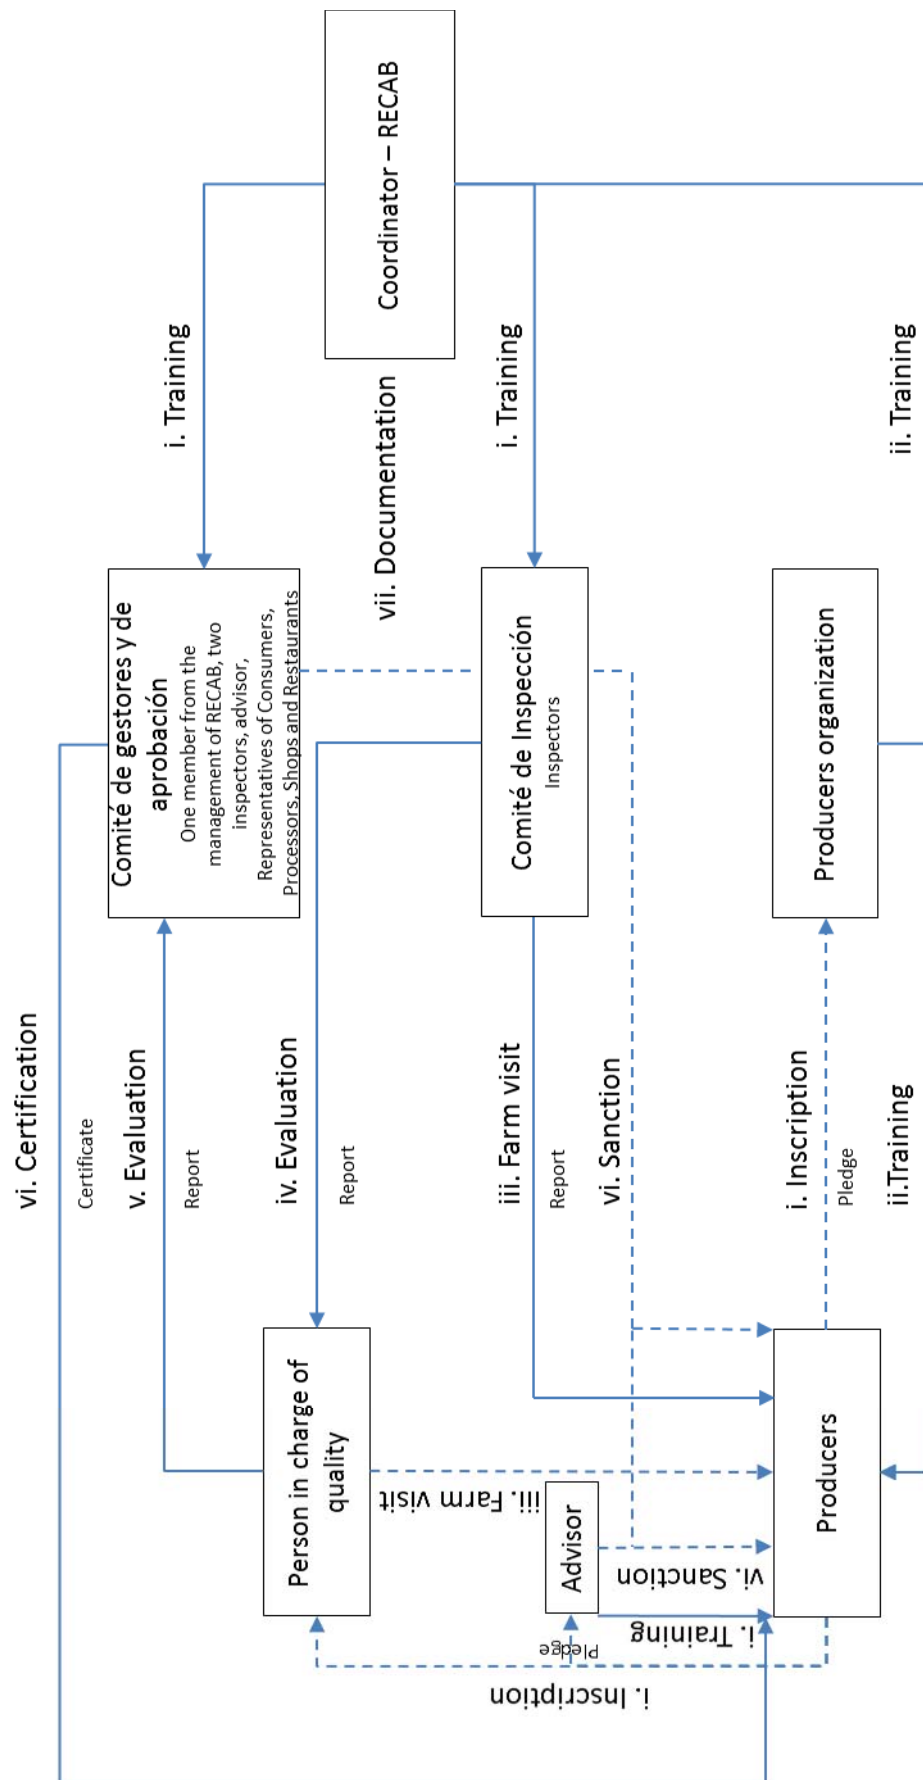 vi. Certification
Certificate
v. Evaluation
Report
Comité de gestores y de
aprobación
One member from the
management of RECAB, two
inspectors, advisor,
Representatives of Consumers,
Processors, Shops and Restaurants
i. Training
Person in charge of
quality
iv. Evaluation
Report
vii. Documentation
Coordinator – RECAB
i. Inscription
Pled
ge
iii. Farm visit
Advisor
i. Training
vi. Sanction
iii. Farm visit
Report
vi. Sanction
Comité de Inspección
Inspectors
i. Training
Producers
i. Inscription
Pledge
Producers organization
ii.Training
ii. Training